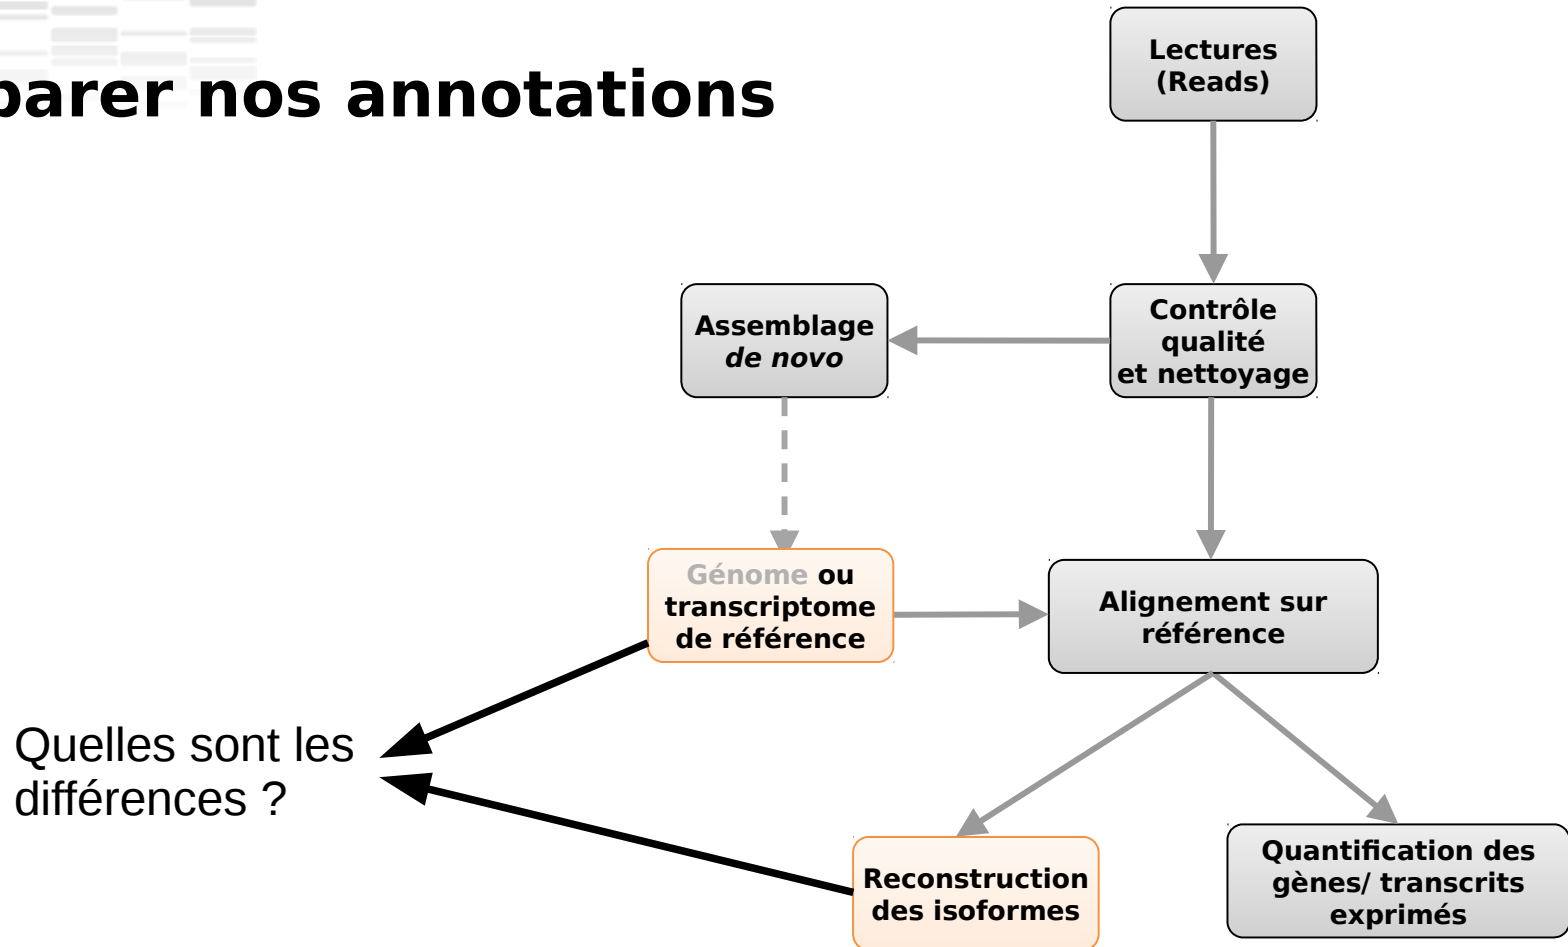 parer nos annotations
Lectures
(Reads)
Assemblage
de novo
Contrôle
qualité
et nettoyage
Génome ou
transcriptome
de référence
Alignement sur
référence
Quelles sont les
différences ?
Reconstruction
des isoformes
Quantification des
gènes/ transcrits
exprimés